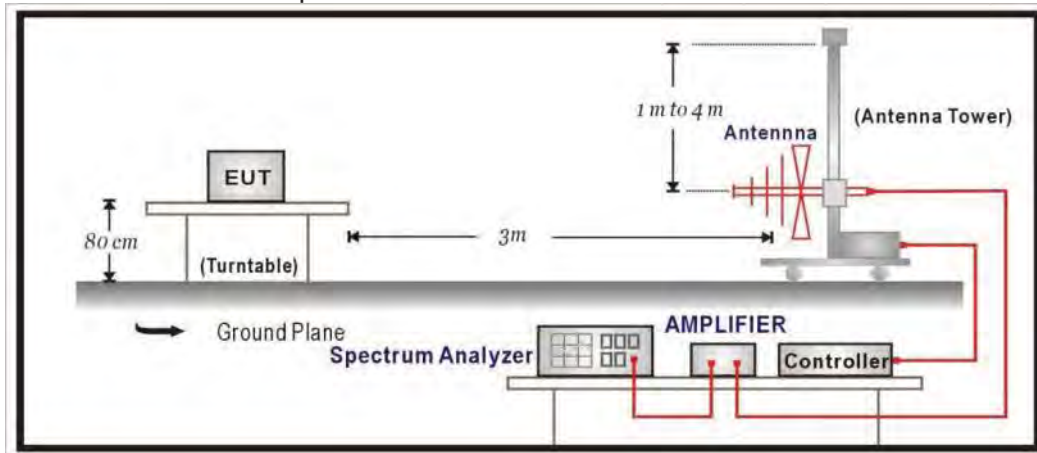 1 m to 4 m
(Antenna Tower)
Antennna
EUT
80 cm
3m
(Turntable)
Ground Plane
AMPLIFIER
Spectrum Analyzer
Controller